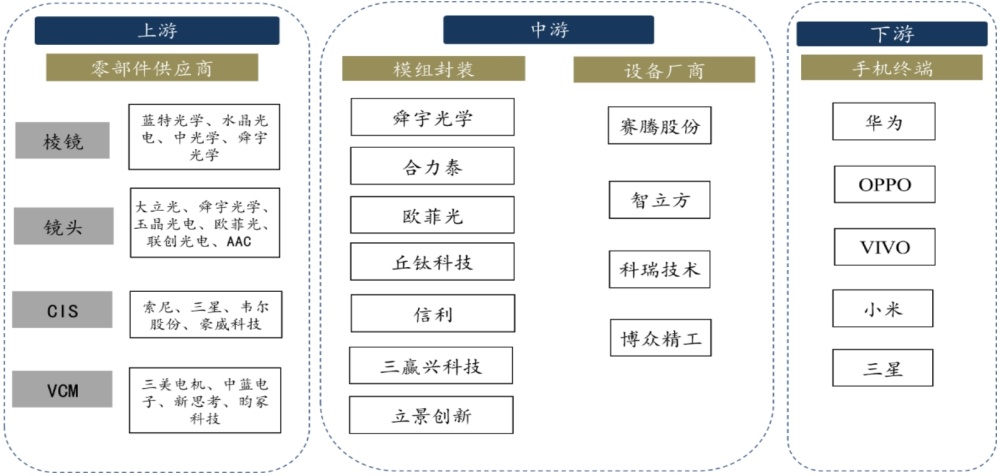 上游
零部件供应商
棱镜
蓝特光学、水晶光
电、中光学、舜宇
光学
镜头
大立光、舜宇光学、
玉晶光电、欧菲光、
联创光电、AAC
CIS
索尼、三星、韦尔
股份、豪威科技
VCM
三美电机、中蓝电
子、新思考、昀冢
科技
中游
模组封装
舜宇光学
合力泰
欧菲光
丘钛科技
信利
三赢兴科技
立景创新
设备厂商
赛腾股份
智立方
科瑞技术
博众精工
下游
手机终端
华为
OPPO
VIVO
小米
三星